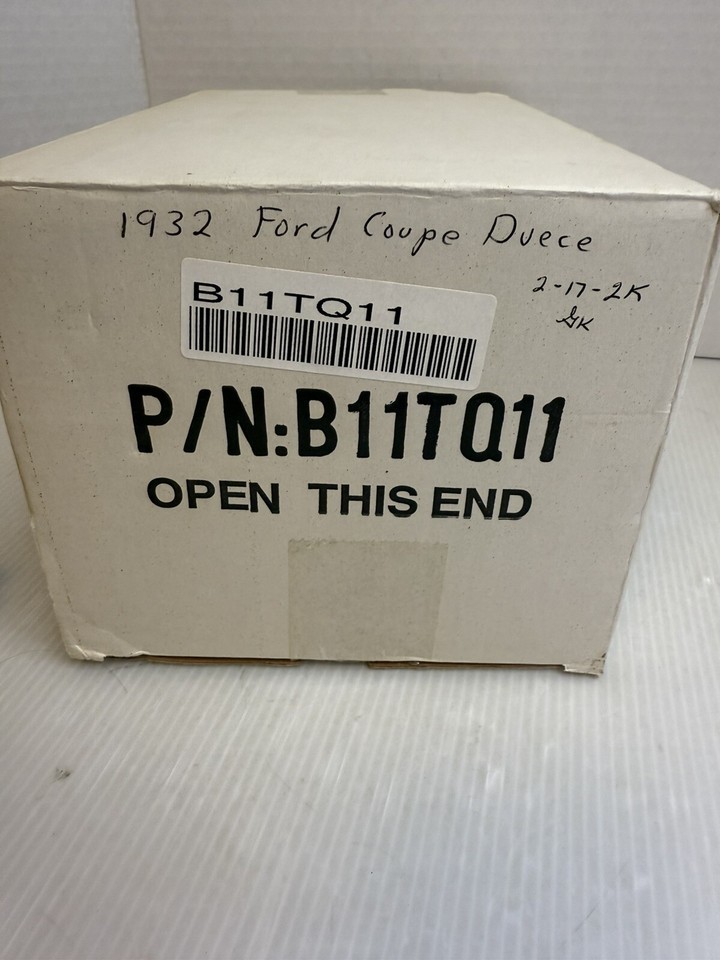 1932 Ford Coupe Duece
2-17-2K
GK
B11TQ11
P/N:B11TQ11
OPEN THIS END